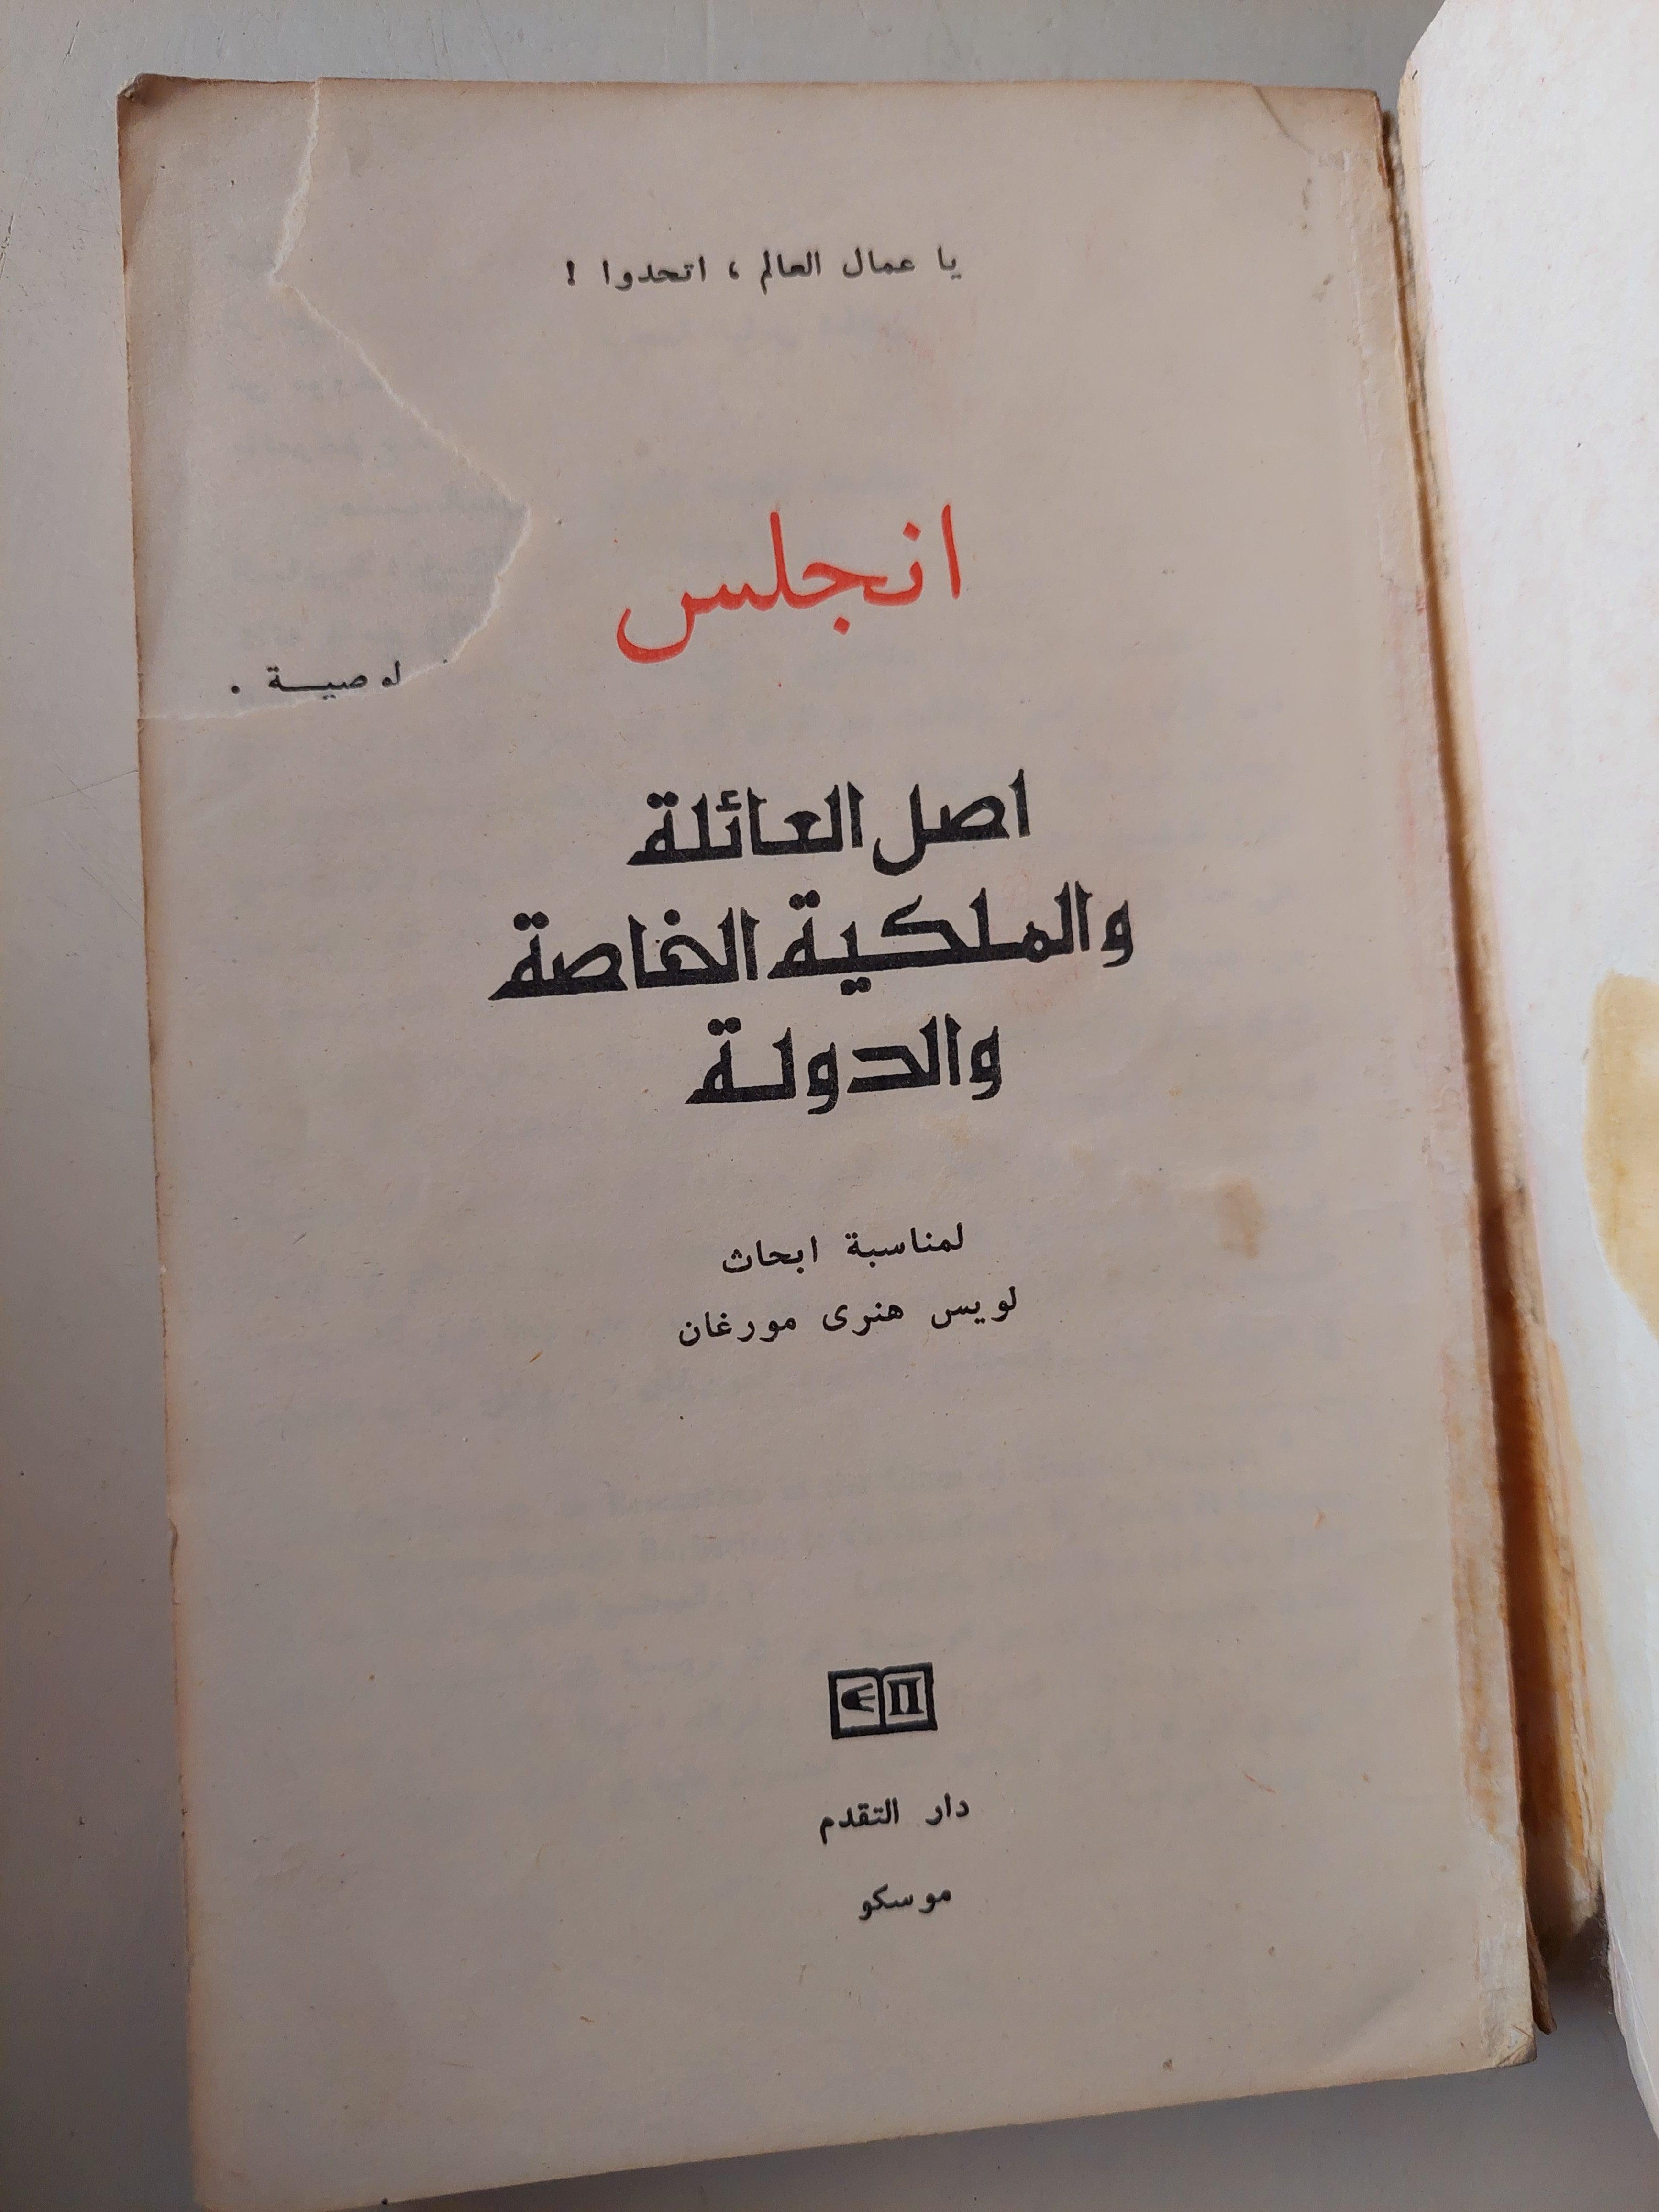 يا عمال العالم ، اتحدوا !
انجلس
اصل العائلة
والملكية الخاصة
والدولة
لمناسبة ابحاث
لويس هنرى مورغان
دار التقدم
موسكو